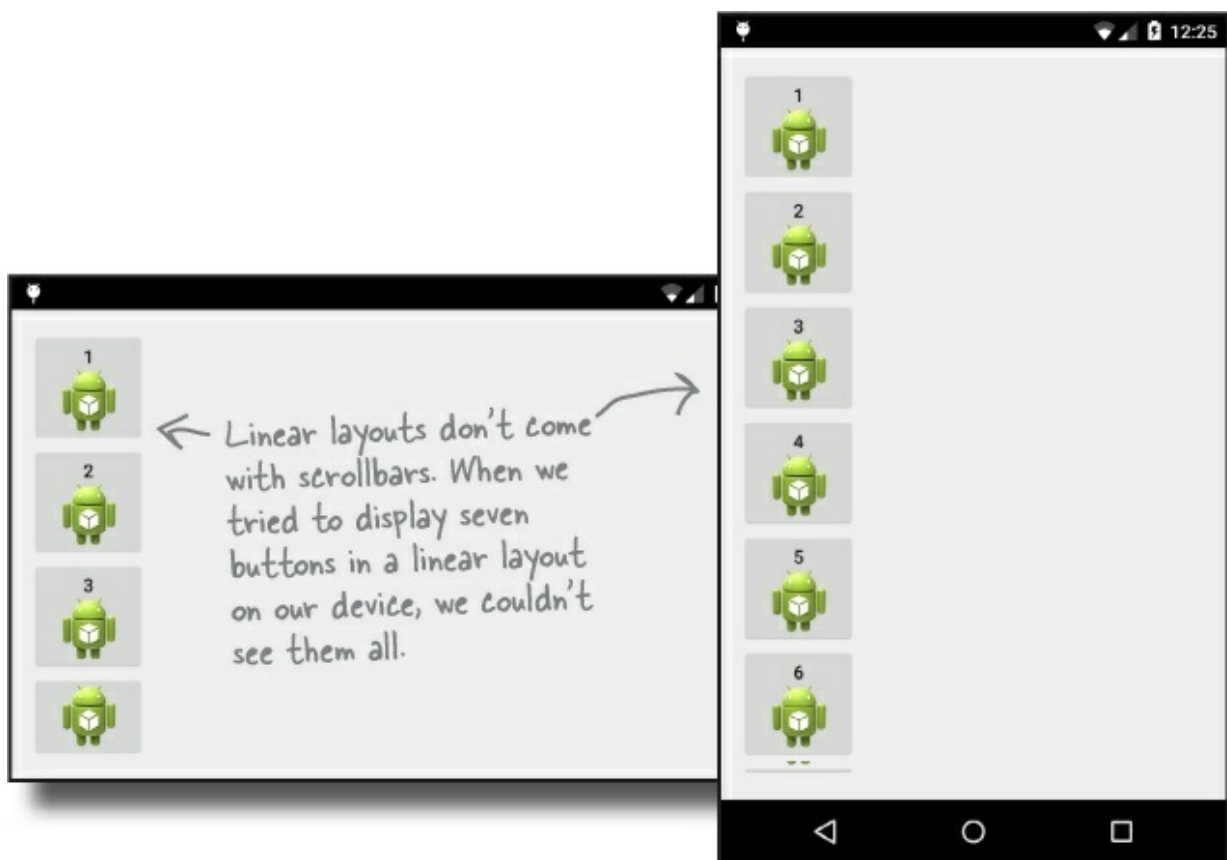 1
2
3
Linear layouts don't come
with scrollbars. When we
tried to display seven
buttons in a linear layout
on our device, we couldn't
see them all.
12:25
1
2
3
4
5
6